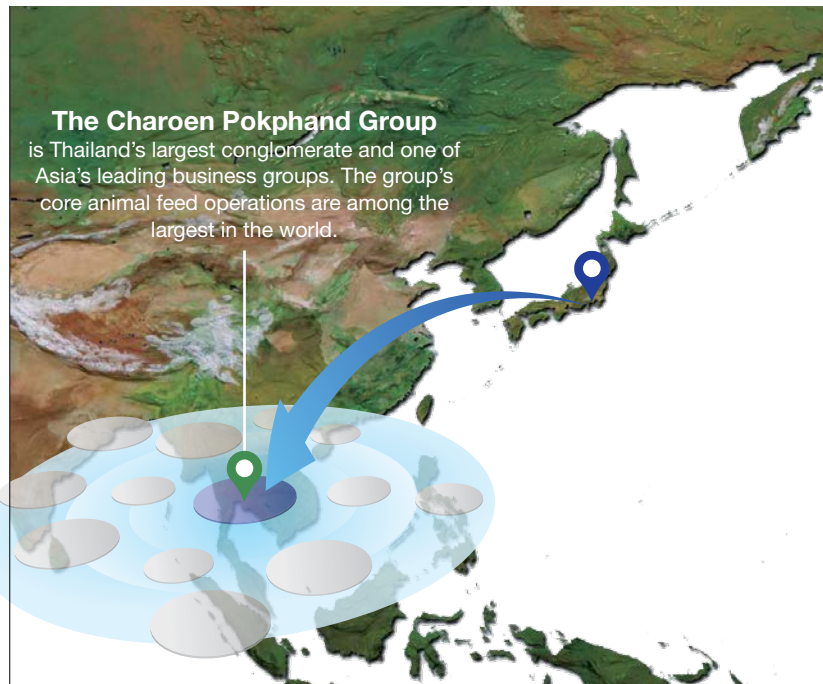 The Charoen Pokphand Group
is Thailand’s largest conglomerate and one of
Asia’s leading business groups. The group’s
core animal feed operations are among the
largest in the world.